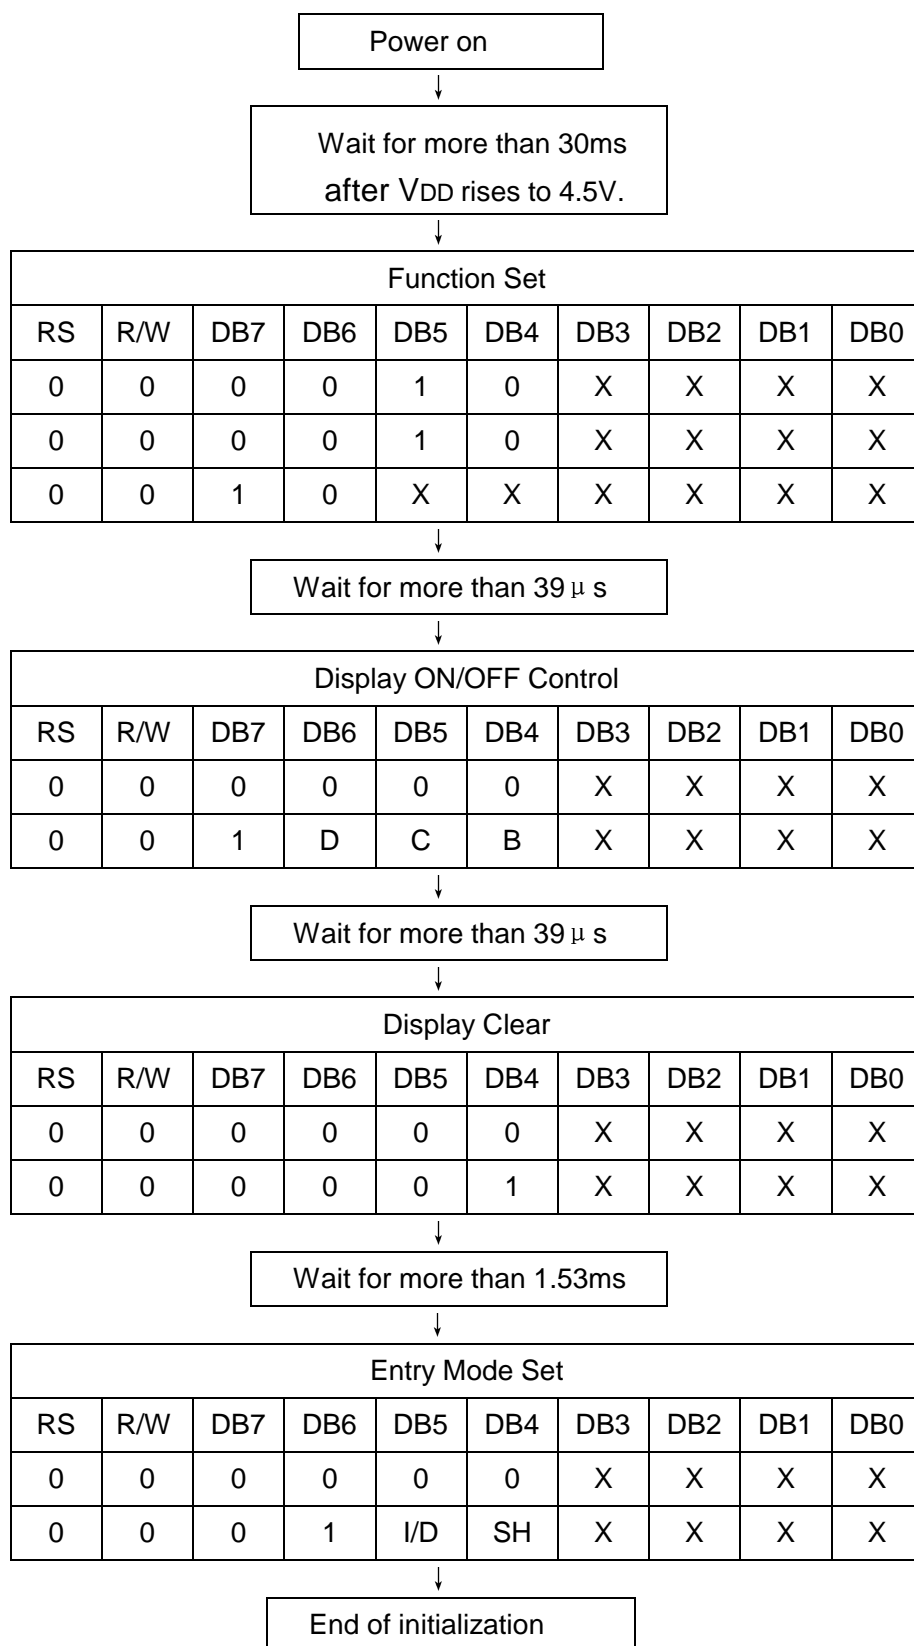 Power on
Wait for more than 30ms
after VDD rises to 4.5V.
Function Set
RS R/W DB7 DB6 DB5 DB4 DB3 DB2 DB1 DB0
0 0 0 0 1 0 X X X X
0 0 0 0 1 0 X X X X
0 0 1 0 X X X X X X
Wait for more than 39μs
Display ON/OFF Control
RS R/W DB7 DB6 DB5 DB4 DB3 DB2 DB1 DB0
0 0 0 0 0 0 X X X X
0 0 1 D C B X X X X
Wait for more than 39μs
Display Clear
RS R/W DB7 DB6 DB5 DB4 DB3 DB2 DB1 DB0
0 0 0 0 0 0 X X X X
0 0 0 0 0 1 X X X X
Wait for more than 1.53ms
Entry Mode Set
RS R/W DB7 DB6 DB5 DB4 DB3 DB2 DB1 DB0
0 0 0 0 0 0 X X X X
0 0 0 1 I/D SH X X X X
End of initialization